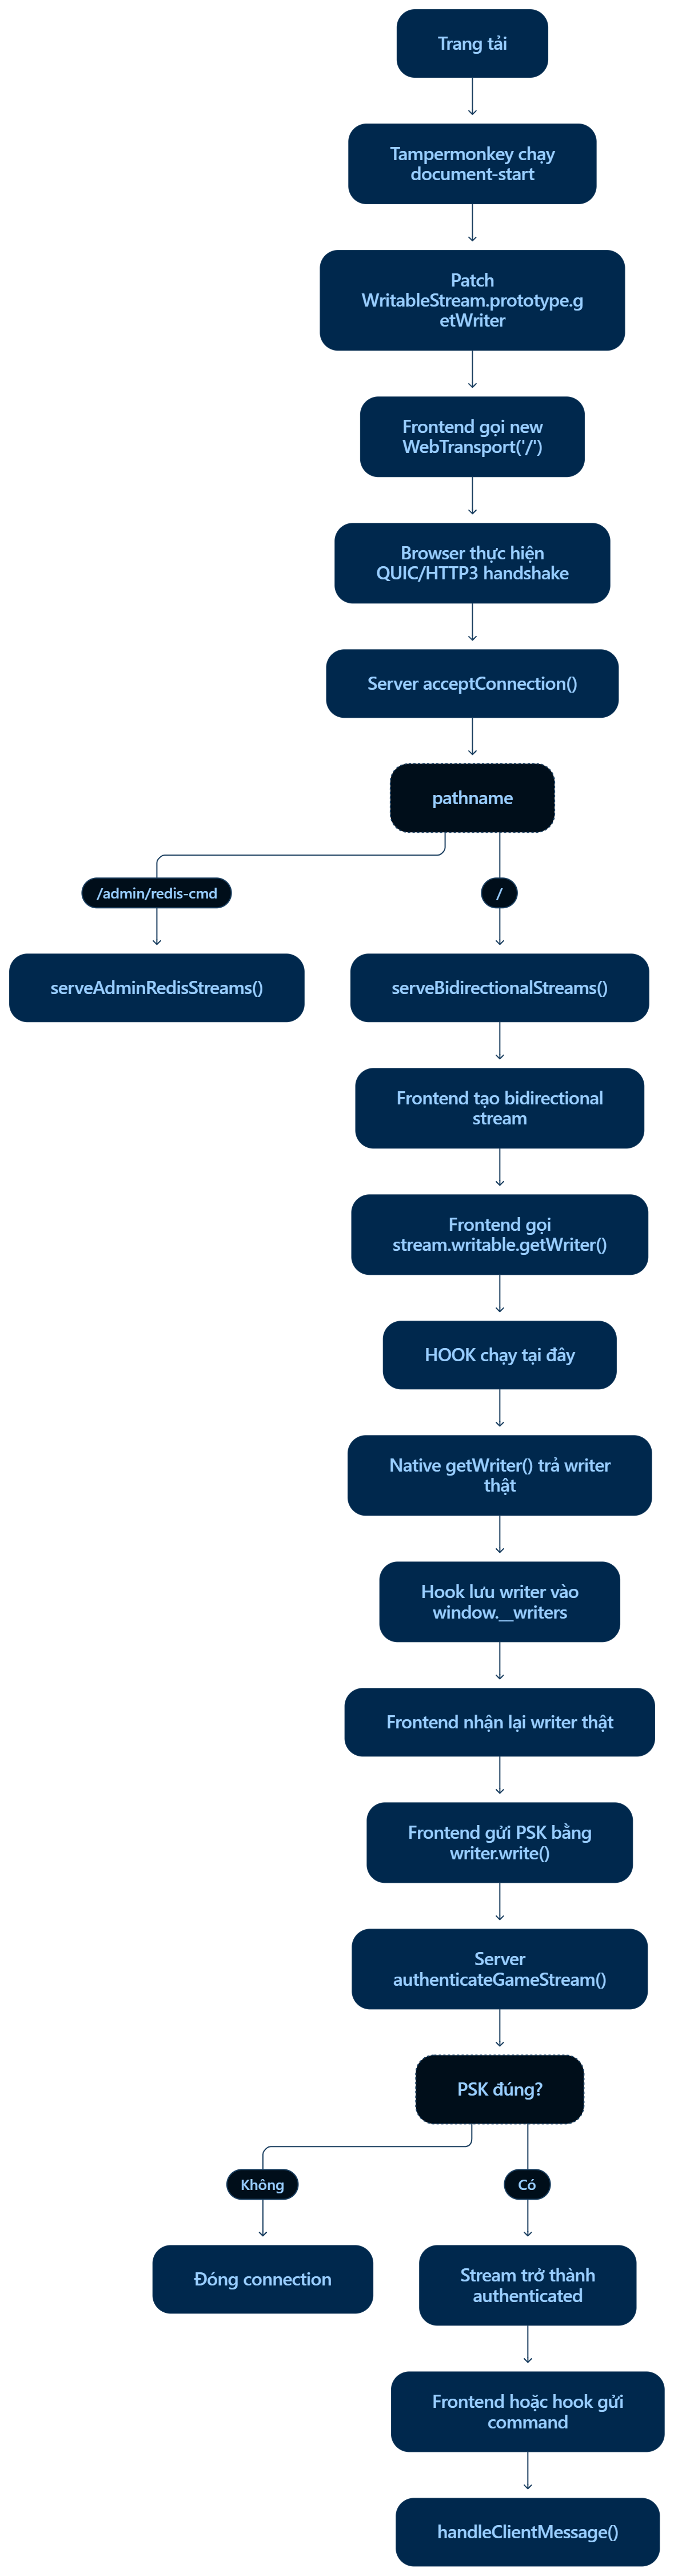 Trang tải
Tampermonkey chạy
document-start
Patch
WritableStream.prototype.g
etWriter
Frontend gọi new
WebTransport('/')
Browser thực hiện
QUIC/HTTP3 handshake
Server acceptConnection()
pathname
/admin/redis-cmd
/
serveAdminRedisStreams()
serveBidirectionalStreams()
Frontend tạo bidirectional
stream
Frontend gọi
stream.writable.getWriter()
HOOK chạy tại đây
Native getWriter() trả writer
thật
Hook lưu writer vào
window.__writers
Frontend nhận lại writer thật
Frontend gửi PSK bằng
writer.write()
Server
authenticateGameStream()
PSK đúng?
Không
Có
Đóng connection
Stream trở thành
authenticated
Frontend hoặc hook gửi
command
handleClientMessage()